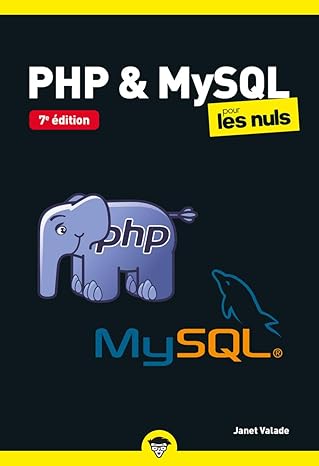 PHP & MySQL
pour
les nuls
7e édition
php
MySQL®
Janet Valade